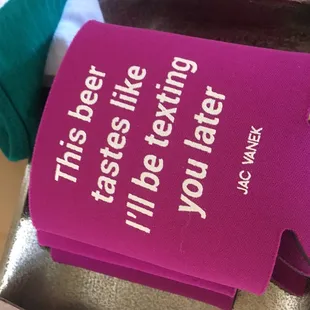 This beer
tastes like
I'll be texting
you later
JAC VANEK